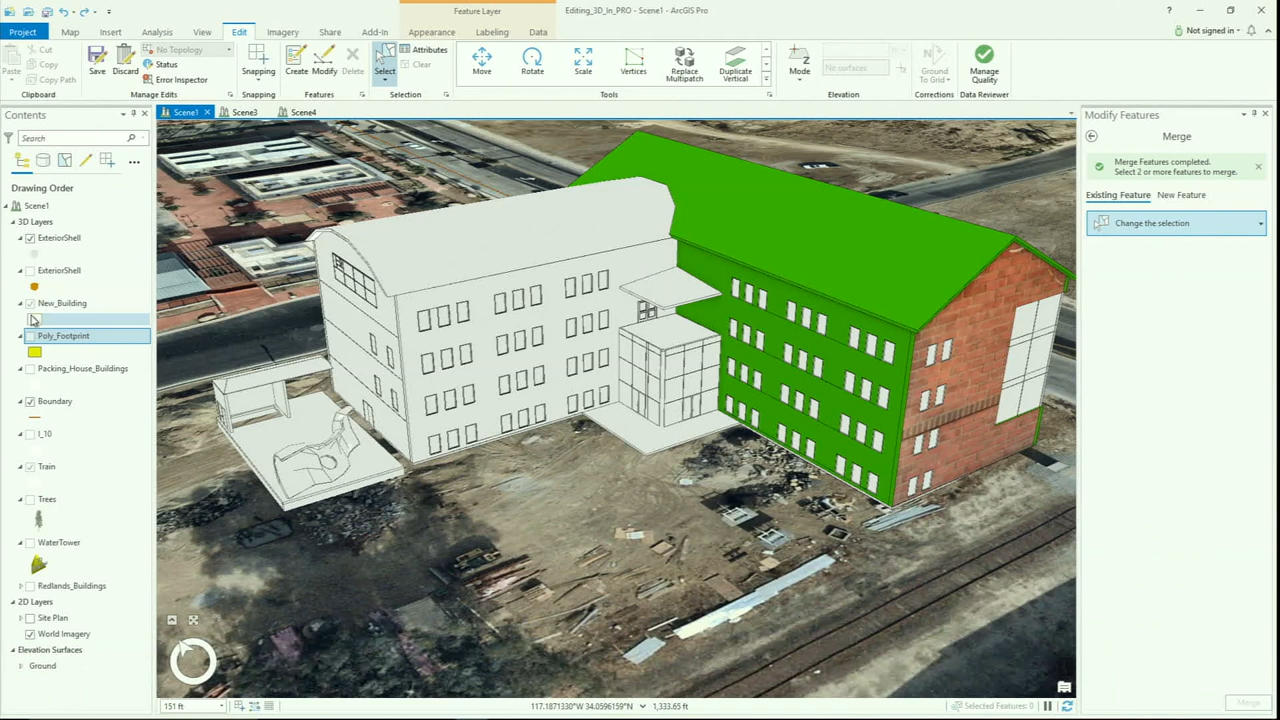 Feature Layer
Editing_3D_In_PRO - Scene1 - ArcGIS Pro
?
Project
Map
Insert
Analysis
View
Edit
Imagery
Share
Add-In
Appearance
Labeling
Data
Not signed in
Paste
Cut
Copy
Copy Path
Clipboard
Save
Discard
No Topology
Status
Error Inspector
Manage Edits
Snapping
Snapping
Create
Modify
Delete
Features
Select
Attributes
Clear
Selection
Move
Rotate
Scale
Vertices
Replace Multipatch
Duplicate Vertical
Tools
Mode
No surfaces
Elevation
Ground To Grid
Corrections
Manage Quality
Data Reviewer
Contents
Search
Drawing Order
Scene1
3D Layers
ExteriorShell
ExteriorShell
New_Building
Poly_Footprint
Packing_House_Buildings
Boundary
I_10
Train
Trees
WaterTower
Redlands_Buildings
2D Layers
Site Plan
World Imagery
Elevation Surfaces
Ground
Scene1
Scene3
Scene4
151 ft
117.1871330°W 34.0596159°N
1,333.65 ft
Selected Features: 0
Modify Features
Merge
Merge Features completed.
Select 2 or more features to merge.
Existing Feature
New Feature
Change the selection
Merge